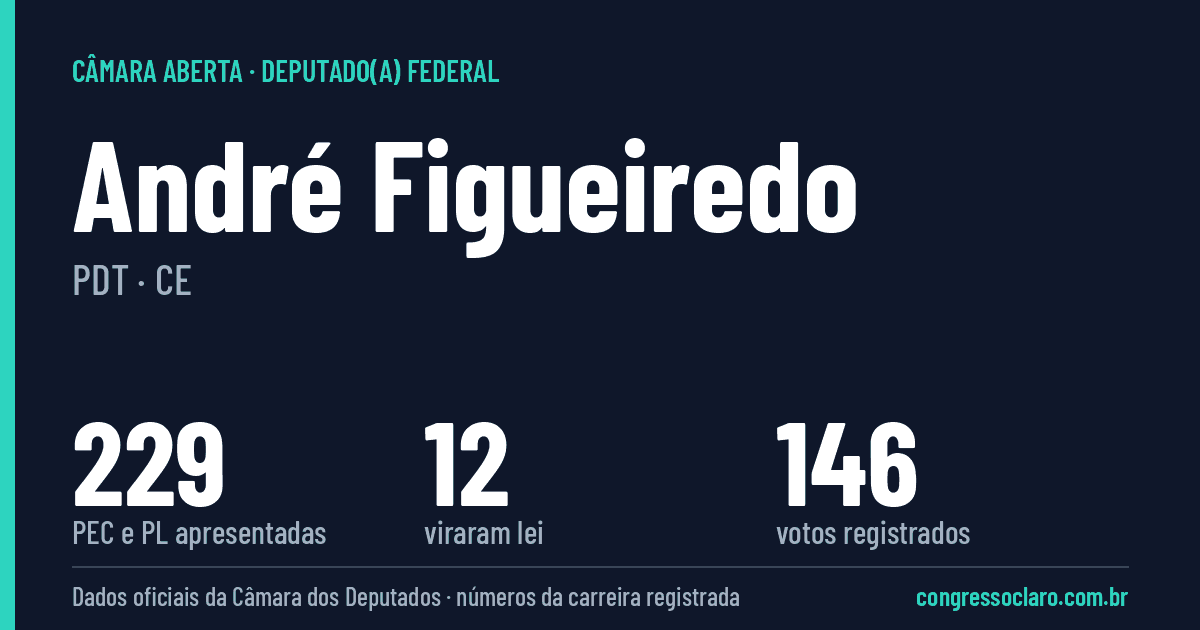 CÂMARA ABERTA · DEPUTADO(A) FEDERAL
André Figueiredo
PDT · CE
229 12 146
PEC e PL apresentadas viraram lei votos registrados
Dados oficiais da Câmara dos Deputados · números da carreira registrada congressoclaro.com.br